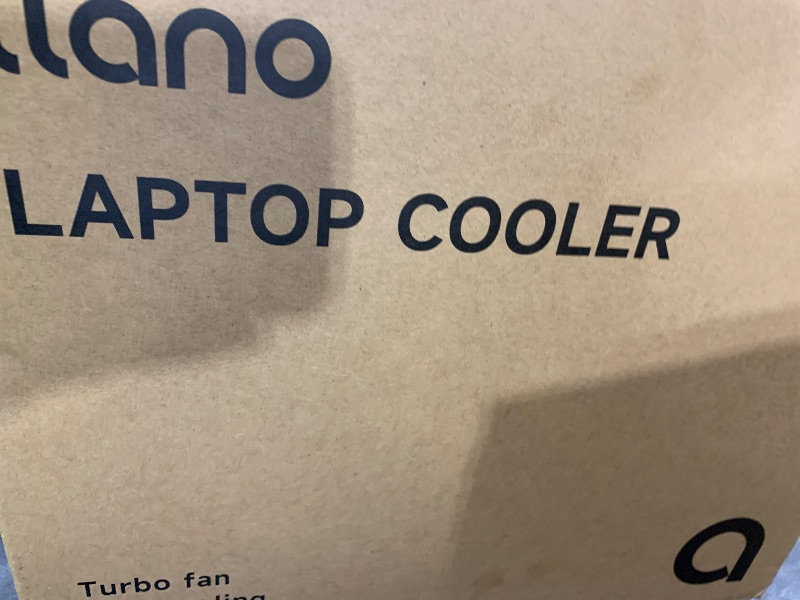 llano
LAPTOP COOLER
a
Turbo fan